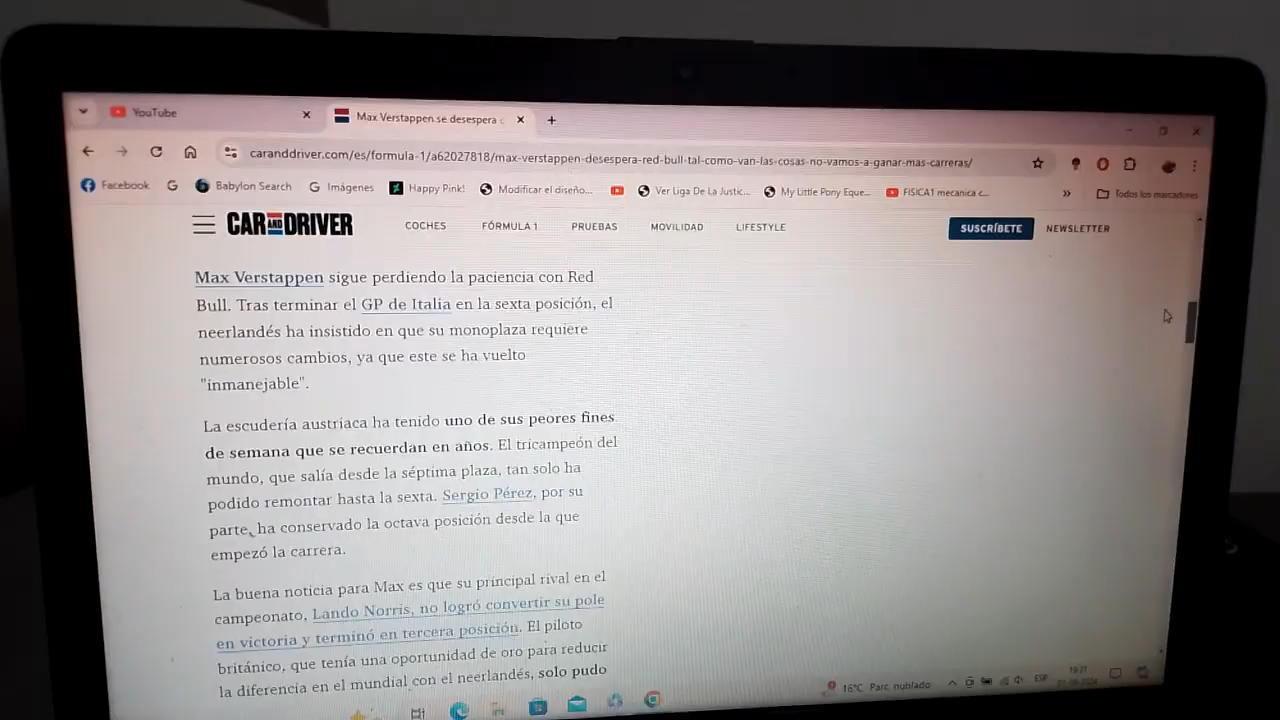 YouTube
Max Verstappen se desespera c
caranddriver.com/es/formula-1/a62027818/max-verstappen-desespera-red-bull-tal-como-van-las-cosas-no-vamos-a-ganar-mas-carreras/
Facebook G Babylon Search G Imágenes Happy Pink! Modificar el diseño... Ver Liga De La Justic... My Little Pony Eque... FISICA1 mecanica c... » Todos los marcadores
CAR AND DRIVER COCHES FÓRMULA 1 PRUEBAS MOVILIDAD LIFESTYLE SUSCRÍBETE NEWSLETTER
Max Verstappen sigue perdiendo la paciencia con Red
Bull. Tras terminar el GP de Italia en la sexta posición, el
neerlandés ha insistido en que su monoplaza requiere
numerosos cambios, ya que este se ha vuelto
"inmanejable".
La escudería austriaca ha tenido uno de sus peores fines
de semana que se recuerdan en años. El tricampeón del
mundo, que salía desde la séptima plaza, tan solo ha
podido remontar hasta la sexta. Sergio Pérez, por su
parte, ha conservado la octava posición desde la que
empezó la carrera.
La buena noticia para Max es que su principal rival en el
campeonato, Lando Norris, no logró convertir su pole
en victoria y terminó en tercera posición. El piloto
británico, que tenía una oportunidad de oro para reducir
la diferencia en el mundial con el neerlandés, solo pudo
16°C Parc. nublado ESP
19:21